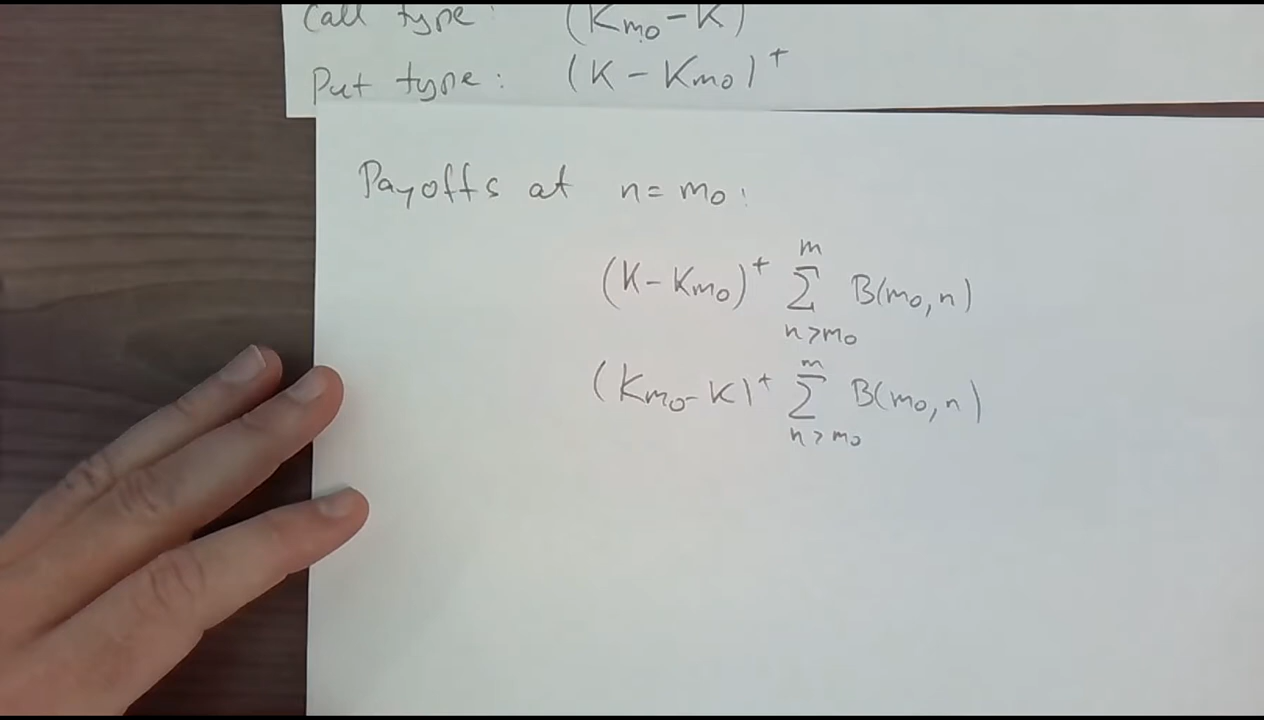 Call type: (Km₀ - K)
Put type: (K - Km₀)⁺
Payoffs at n = m₀:
(K - Km₀)⁺ ∑_{n>m₀}^{m} B(m₀, n)
(Km₀ - K)⁺ ∑_{n>m₀}^{m} B(m₀, n)